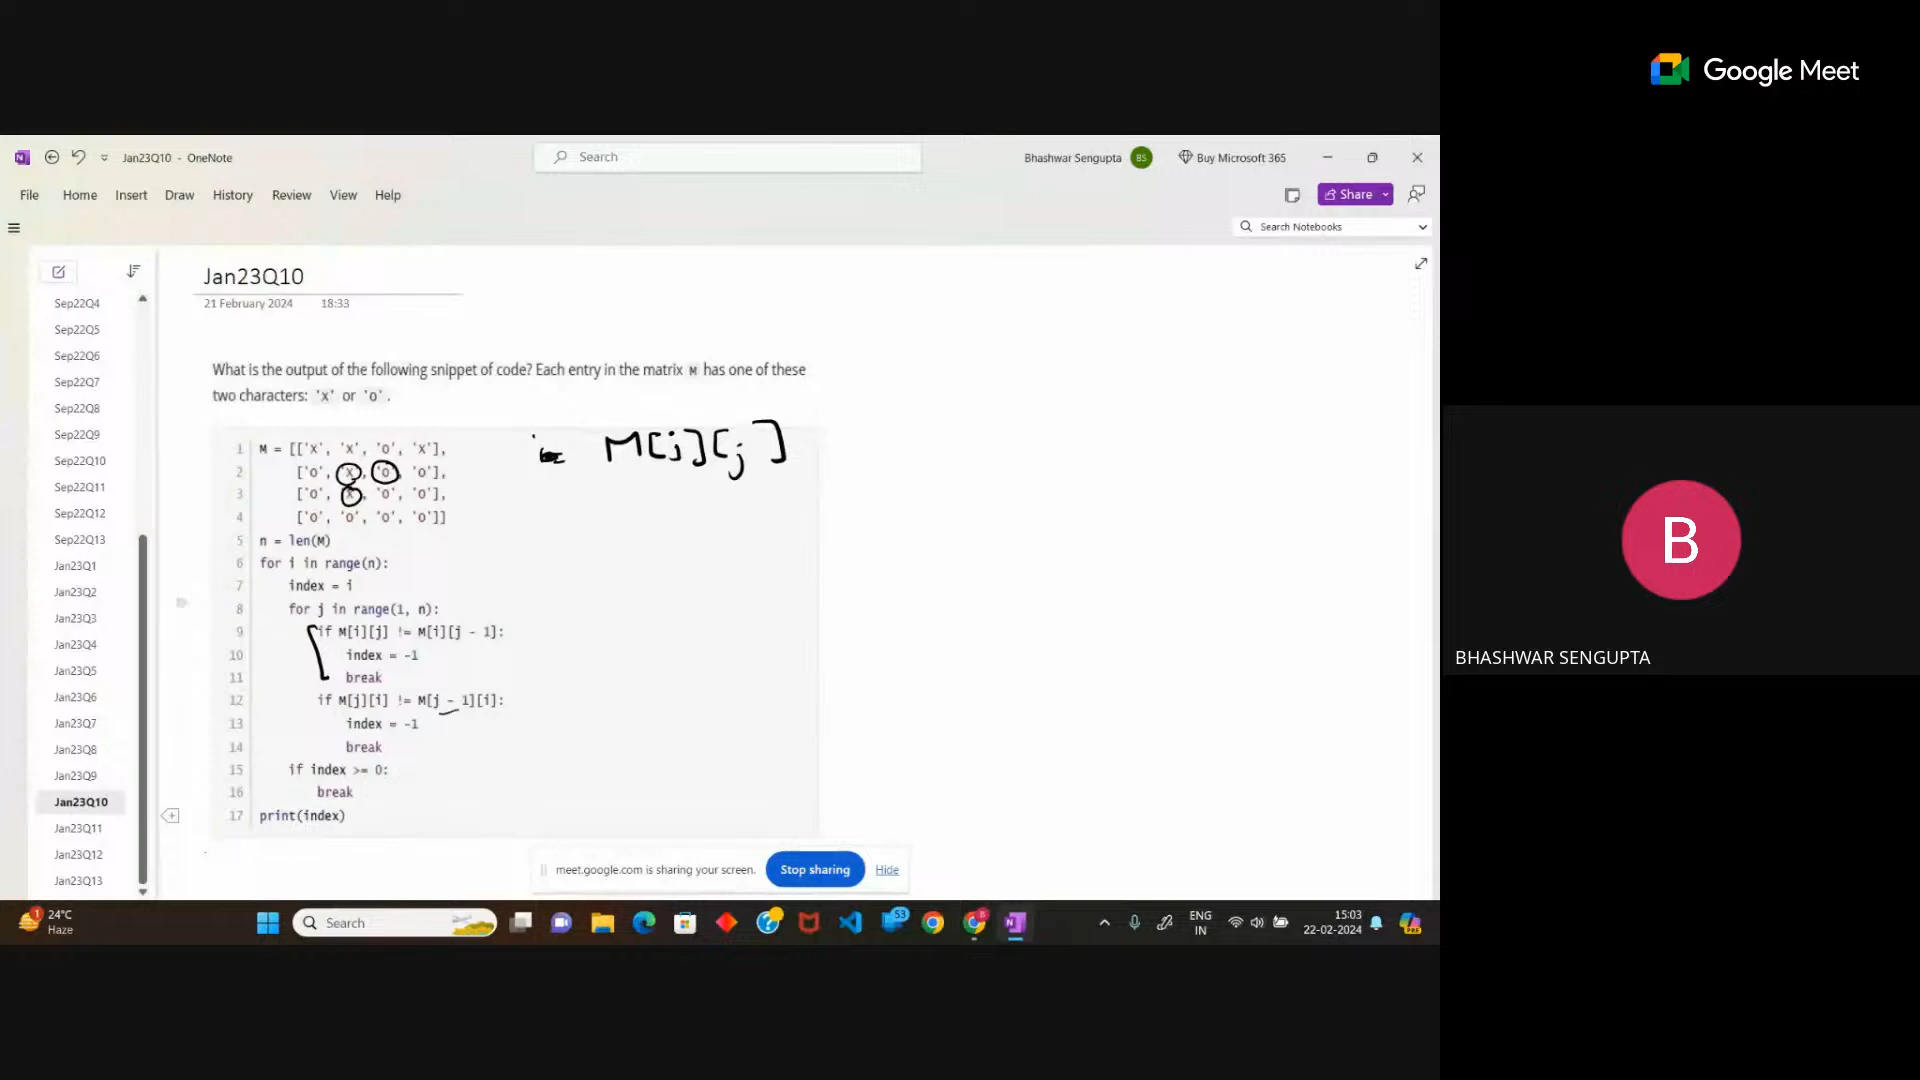 Google Meet
Jan23Q10 - OneNote
Search
Bhashwar Sengupta
BS
Buy Microsoft 365
File
Home
Insert
Draw
History
Review
View
Help
Share
Search Notebooks
Sep22Q4
Sep22Q5
Sep22Q6
Sep22Q7
Sep22Q8
Sep22Q9
Sep22Q10
Sep22Q11
Sep22Q12
Sep22Q13
Jan23Q1
Jan23Q2
Jan23Q3
Jan23Q4
Jan23Q5
Jan23Q6
Jan23Q7
Jan23Q8
Jan23Q9
Jan23Q10
Jan23Q11
Jan23Q12
Jan23Q13
Jan23Q10
21 February 2024 18:33
What is the output of the following snippet of code? Each entry in the matrix M has one of these
two characters: 'X' or 'O'.
M[j][j]
1 M = [['X', 'X', 'O', 'X'],
2 ['O', 'X', 'O', 'O'],
3 ['O', 'X', 'O', 'O'],
4 ['O', 'O', 'O', 'O']]
5 n = len(M)
6 for i in range(n):
7 index = i
8 for j in range(1, n):
9 if M[i][j] != M[i][j - 1]:
10 index = -1
11 break
12 if M[j][i] != M[j - 1][i]:
13 index = -1
14 break
15 if index >= 0:
16 break
17 print(index)
meet.google.com is sharing your screen.
Stop sharing
Hide
B
BHASHWAR SENGUPTA
1
24°C
Haze
Search
53
ENG
IN
15:03
22-02-2024